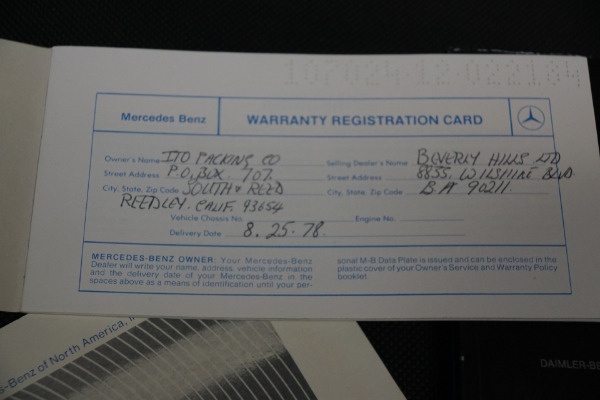 107024-12-022184
Mercedes Benz
WARRANTY REGISTRATION CARD
Owner's Name ITO PACKING CO
Street Address P.O. BOX. 707.
City, State, Zip Code SOUTH & REED
REEDLEY. CALIF. 93654
Selling Dealer's Name BEVERLY HILLS LTD
Street Address 8855. WILSHIRE BLVD.
City, State, Zip Code B.H 90211.
Vehicle Chassis No.
Engine No.
Delivery Date 8. 25. 78.
MERCEDES-BENZ OWNER: Your Mercedes-Benz
Dealer will write your name, address, vehicle information
and the delivery date of your Mercedes-Benz in the
spaces above as a means of identification until your per-
sonal M-B Data Plate is issued and can be enclosed in the
plastic cover of your Owner's Service and Warranty Policy
booklet.
s-Benz of North America,
DAIMLER-BE